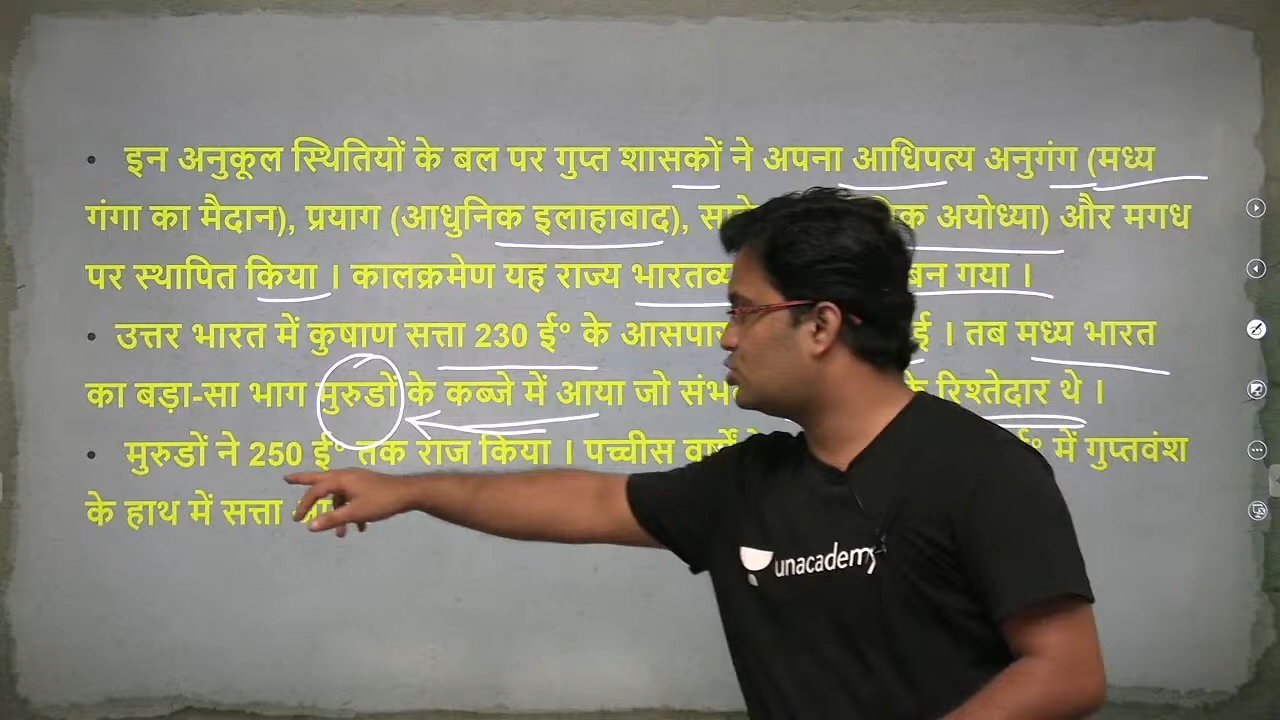 • इन अनुकूल स्थितियों के बल पर गुप्त शासकों ने अपना आधिपत्य अनुगंग (मध्य
गंगा का मैदान), प्रयाग (आधुनिक इलाहाबाद), अयोध्या) और मगध
पर स्थापित किया । कालक्रमेण यह राज्य बन गया ।
• उत्तर भारत में कुषाण सत्ता 230 ई° के तब मध्य भारत
का बड़ा-सा भाग मुरुडों के कब्जे में आया जो रिश्तेदार थे ।
• मुरुडों ने 250 ई° तक राज किया । पच्चीस वर्षों में गुप्तवंश
के हाथ में सत्ता
unacademy